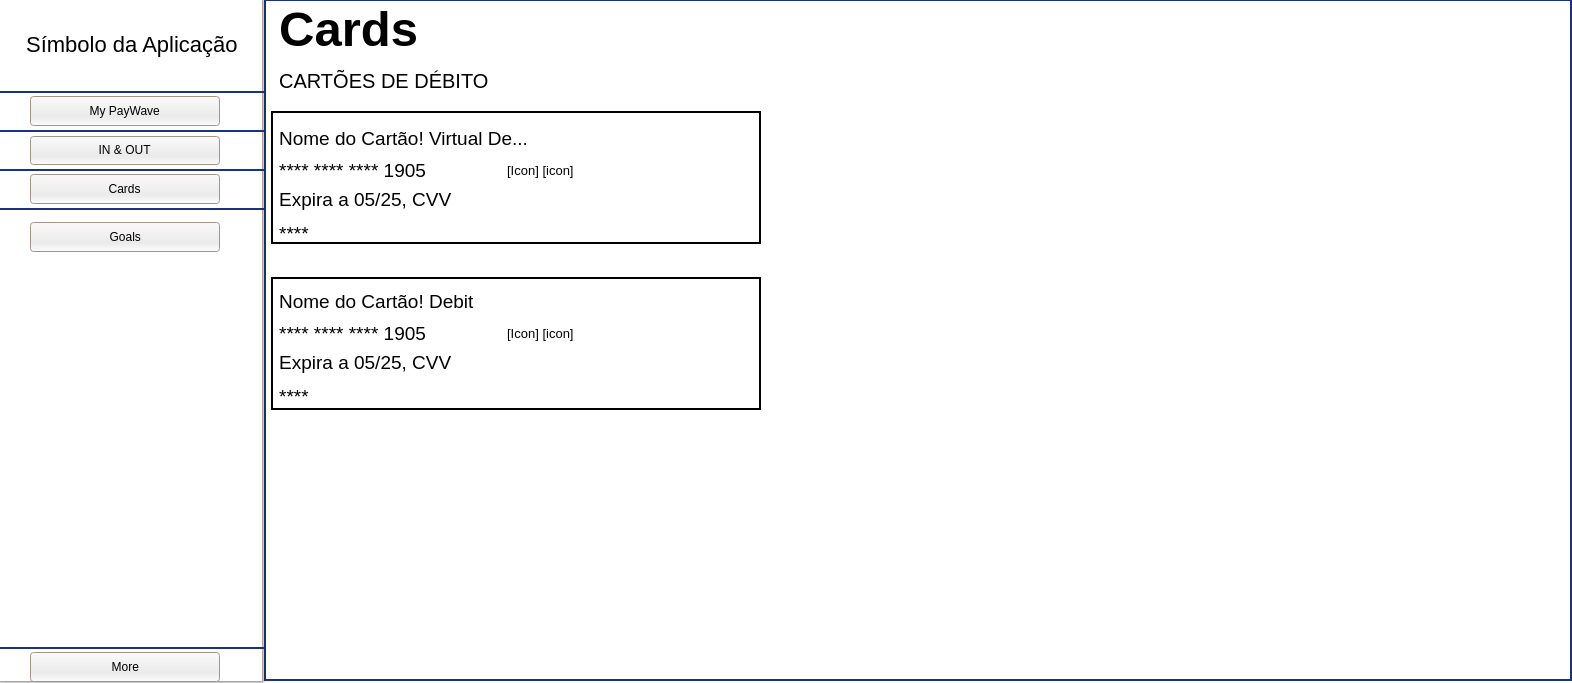 Símbolo da Aplicação
My PayWave
IN & OUT
Cards
Goals
More
Cards
CARTÕES DE DÉBITO
Nome do Cartão! Virtual De...
**** **** **** 1905 [Icon] [icon]
Expira a 05/25, CVV
****
Nome do Cartão! Debit
**** **** **** 1905 [Icon] [icon]
Expira a 05/25, CVV
****